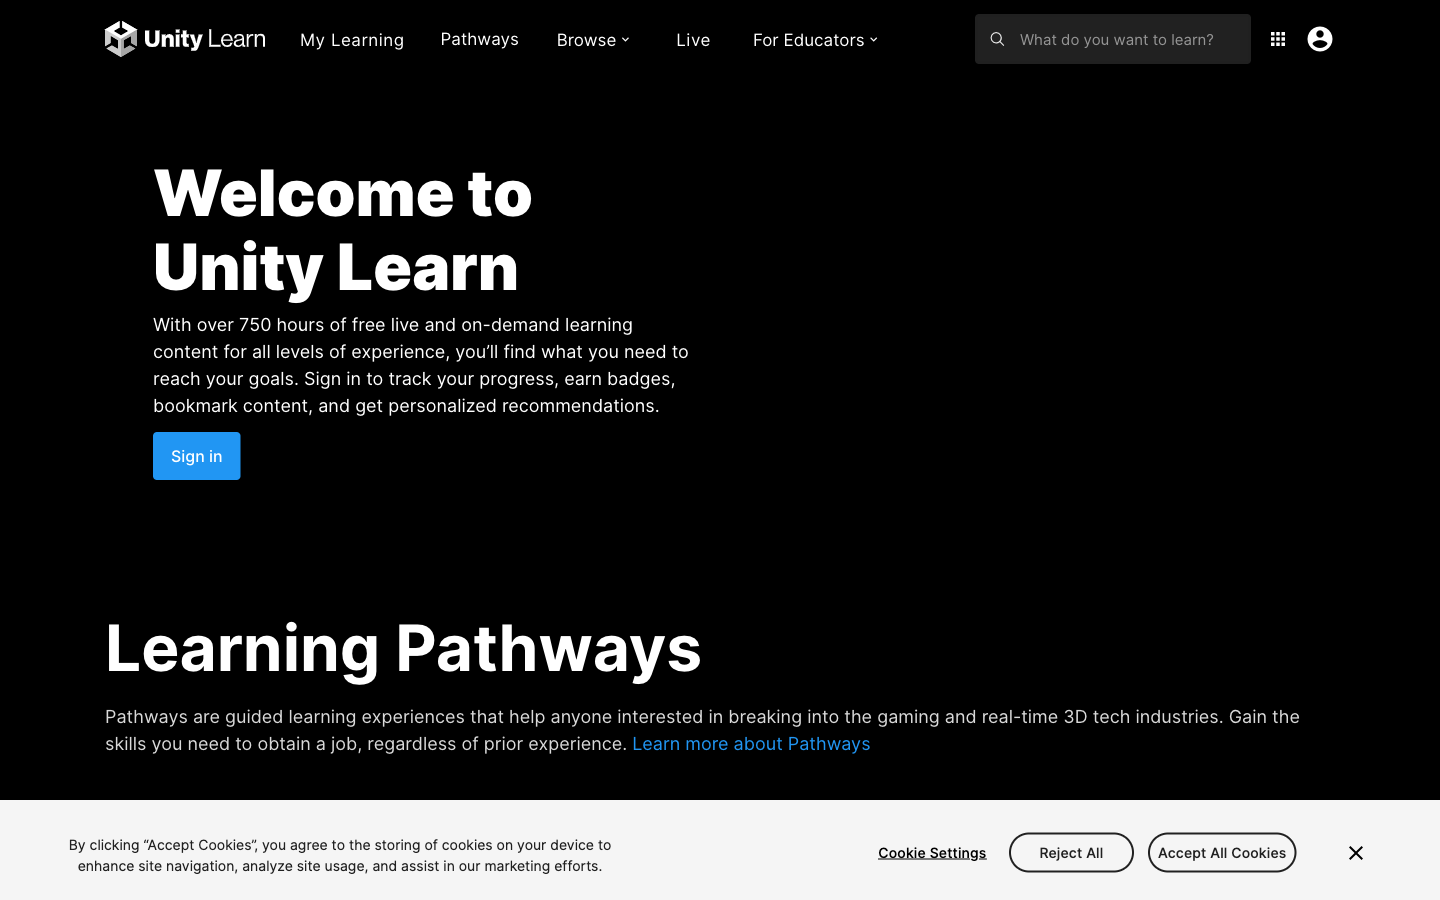 Unity Learn
My Learning
Pathways
Browse
Live
For Educators
What do you want to learn?
Welcome to
Unity Learn
With over 750 hours of free live and on-demand learning
content for all levels of experience, you’ll find what you need to
reach your goals. Sign in to track your progress, earn badges,
bookmark content, and get personalized recommendations.
Sign in
Learning Pathways
Pathways are guided learning experiences that help anyone interested in breaking into the gaming and real-time 3D tech industries. Gain the
skills you need to obtain a job, regardless of prior experience. Learn more about Pathways
By clicking “Accept Cookies”, you agree to the storing of cookies on your device to
enhance site navigation, analyze site usage, and assist in our marketing efforts.
Cookie Settings
Reject All
Accept All Cookies